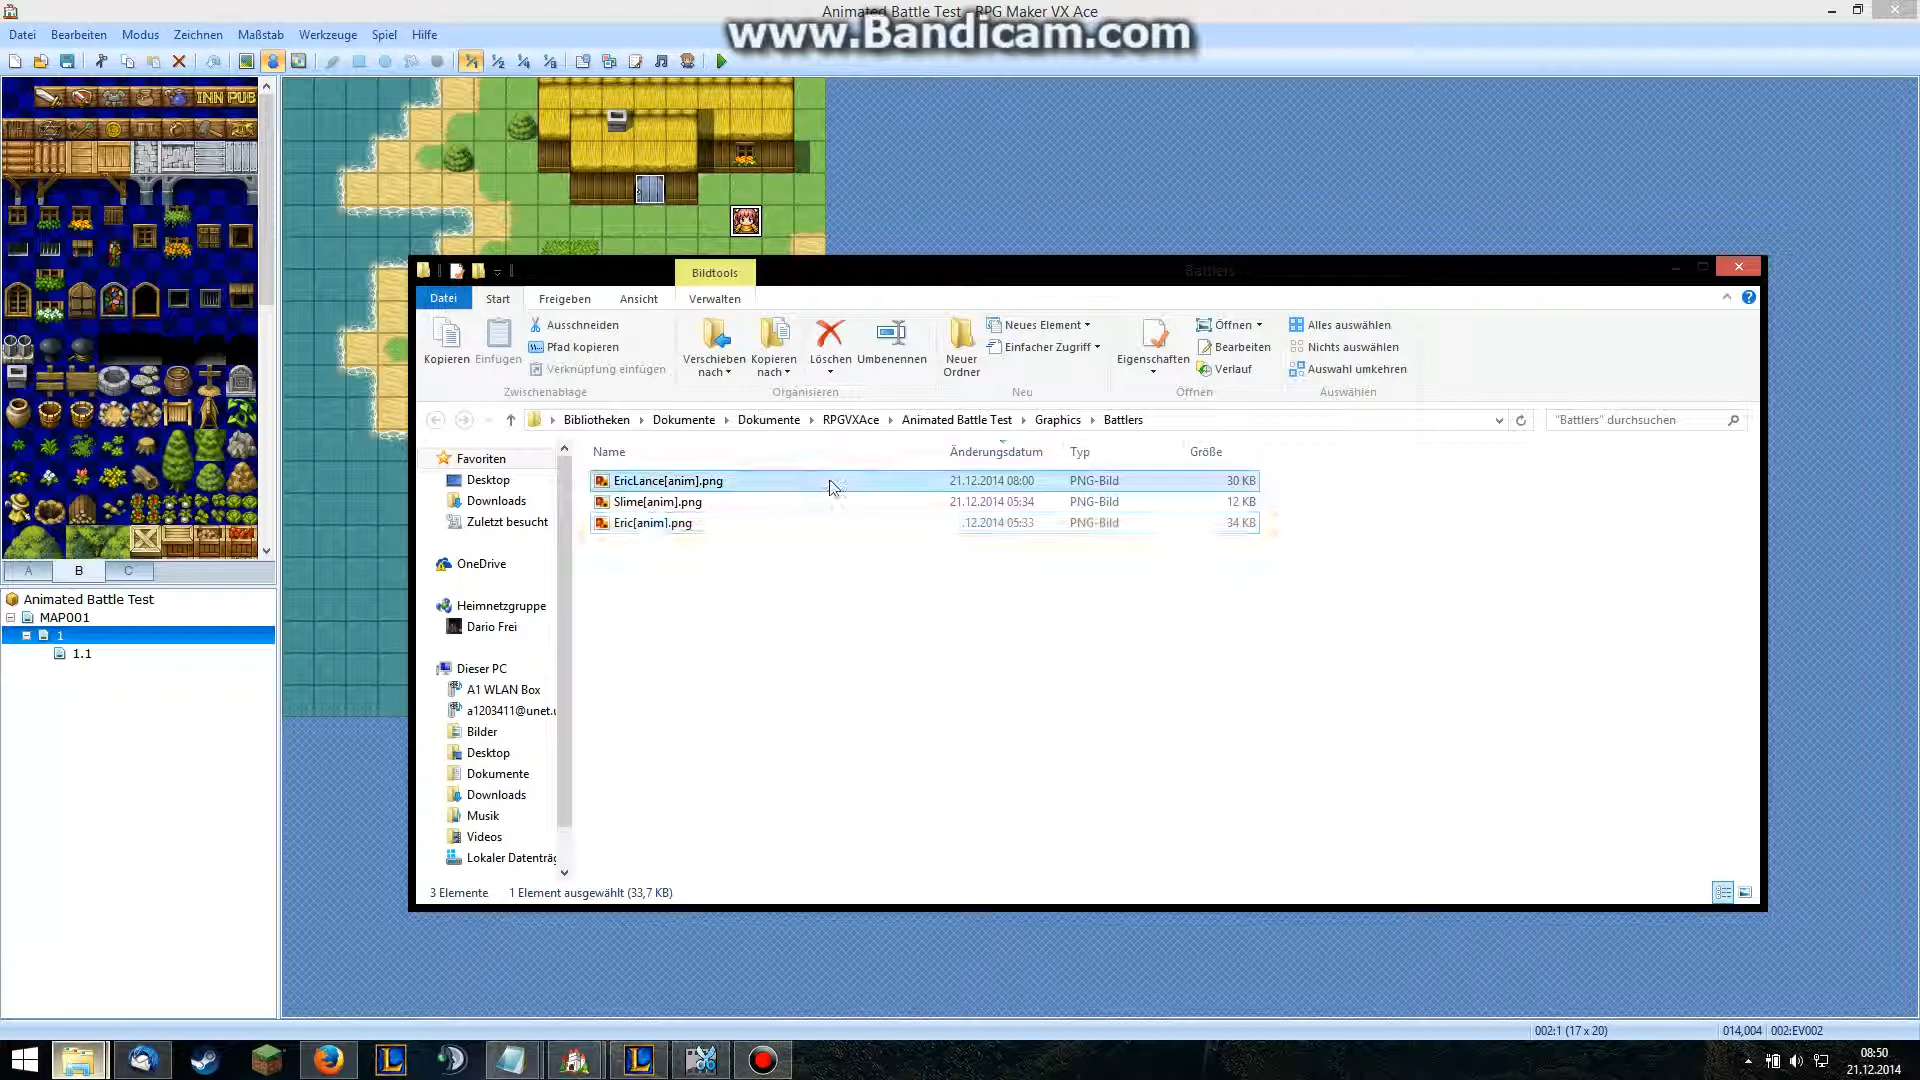 Animated Battle Test - RPG Maker VX Ace
www.Bandicam.com
Datei Bearbeiten Modus Zeichnen Maßstab Werkzeuge Spiel Hilfe
INN PUB
A B C
Animated Battle Test
MAP001
1
1.1
Bildtools
Battlers
Datei Start Freigeben Ansicht Verwalten
Kopieren
Einfügen
Ausschneiden
Pfad kopieren
Verknüpfung einfügen
Zwischenablage
Verschieben nach
Kopieren nach
Löschen
Umbenennen
Organisieren
Neuer Ordner
Neues Element
Einfacher Zugriff
Neu
Eigenschaften
Öffnen
Bearbeiten
Verlauf
Öffnen
Alles auswählen
Nichts auswählen
Auswahl umkehren
Auswählen
Bibliotheken Dokumente Dokumente RPGVXAce Animated Battle Test Graphics Battlers
"Battlers" durchsuchen
Name Änderungsdatum Typ Größe
EricLance[anim].png 21.12.2014 08:00 PNG-Bild 30 KB
Slime[anim].png 21.12.2014 05:34 PNG-Bild 12 KB
Eric[anim].png .12.2014 05:33 PNG-Bild 34 KB
Favoriten
Desktop
Downloads
Zuletzt besucht
OneDrive
Heimnetzgruppe
Dario Frei
Dieser PC
A1 WLAN Box
a1203411@unet.u
Bilder
Desktop
Dokumente
Downloads
Musik
Videos
Lokaler Datenträg
3 Elemente 1 Element ausgewählt (33,7 KB)
002:1 (17 x 20) 014,004 002:EV002
08:50
21.12.2014